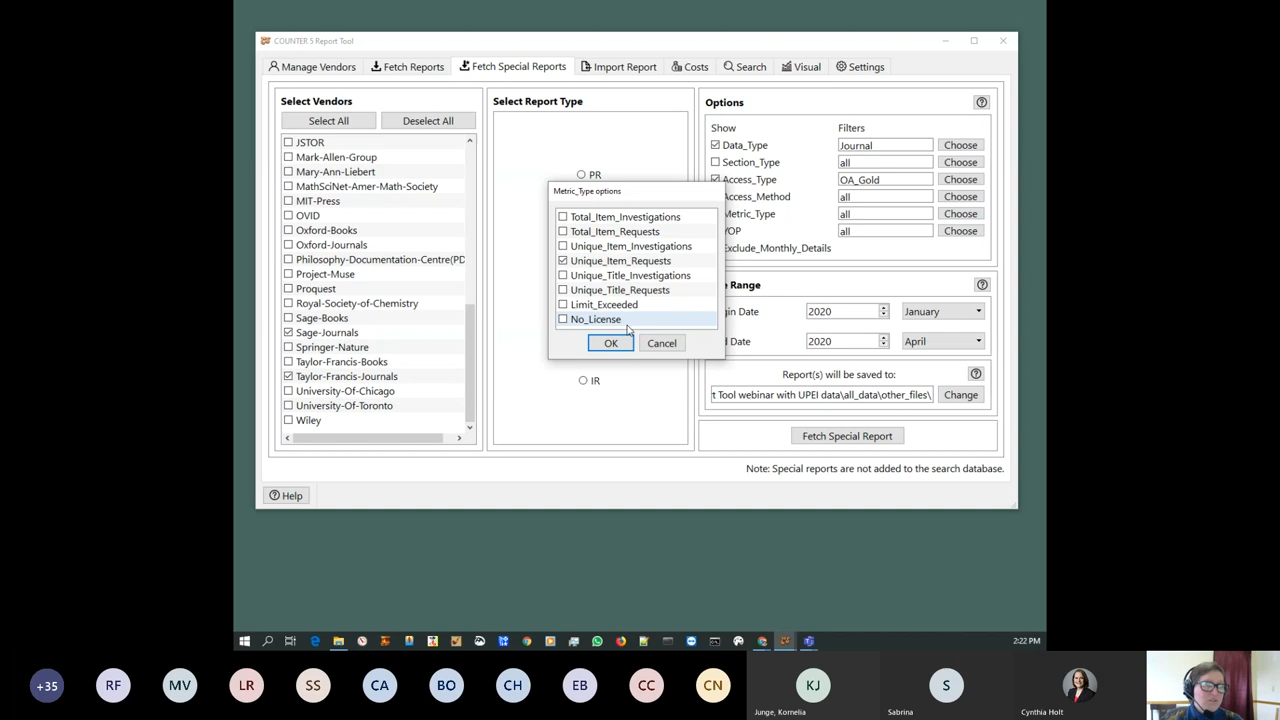 COUNTER 5 Report Tool
Manage Vendors
Fetch Reports
Fetch Special Reports
Import Report
Costs
Search
Visual
Settings
Select Vendors
Select All
Deselect All
JSTOR
Mark-Allen-Group
Mary-Ann-Liebert
MathSciNet-Amer-Math-Society
MIT-Press
OVID
Oxford-Books
Oxford-Journals
Philosophy-Documentation-Centre(PD
Project-Muse
Proquest
Royal-Society-of-Chemistry
Sage-Books
Sage-Journals
Springer-Nature
Taylor-Francis-Books
Taylor-Francis-Journals
University-Of-Chicago
University-Of-Toronto
Wiley
Select Report Type
PR
IR
Metric_Type options
Total_Item_Investigations
Total_Item_Requests
Unique_Item_Investigations
Unique_Item_Requests
Unique_Title_Investigations
Unique_Title_Requests
Limit_Exceeded
No_License
OK
Cancel
Options
Show
Filters
Data_Type
Journal
Choose
Section_Type
all
Choose
Access_Type
OA_Gold
Choose
Access_Method
all
Choose
Metric_Type
all
Choose
YOP
all
Choose
Exclude_Monthly_Details
e Range
gin Date
2020
January
d Date
2020
April
Report(s) will be saved to:
t Tool webinar with UPEI data\all_data\other_files\
Change
Fetch Special Report
Note: Special reports are not added to the search database.
Help
2:22 PM
+35
RF
MV
LR
SS
CA
BO
CH
EB
CC
CN
KJ
Junge, Kornelia
S
Sabrina
Cynthia Holt